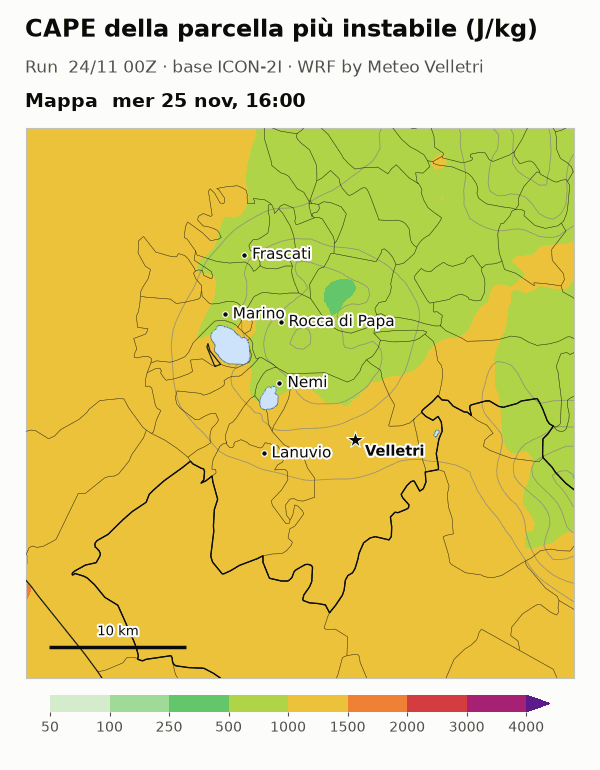 CAPE della parcella più instabile (J/kg)
Run  24/11 00Z · base ICON-2I · WRF by Meteo Velletri
Mappa  mer 25 nov, 16:00
Frascati
Marino
Rocca di Papa
Nemi
Velletri
Lanuvio
10 km
50 100 250 500 1000 1500 2000 3000 4000